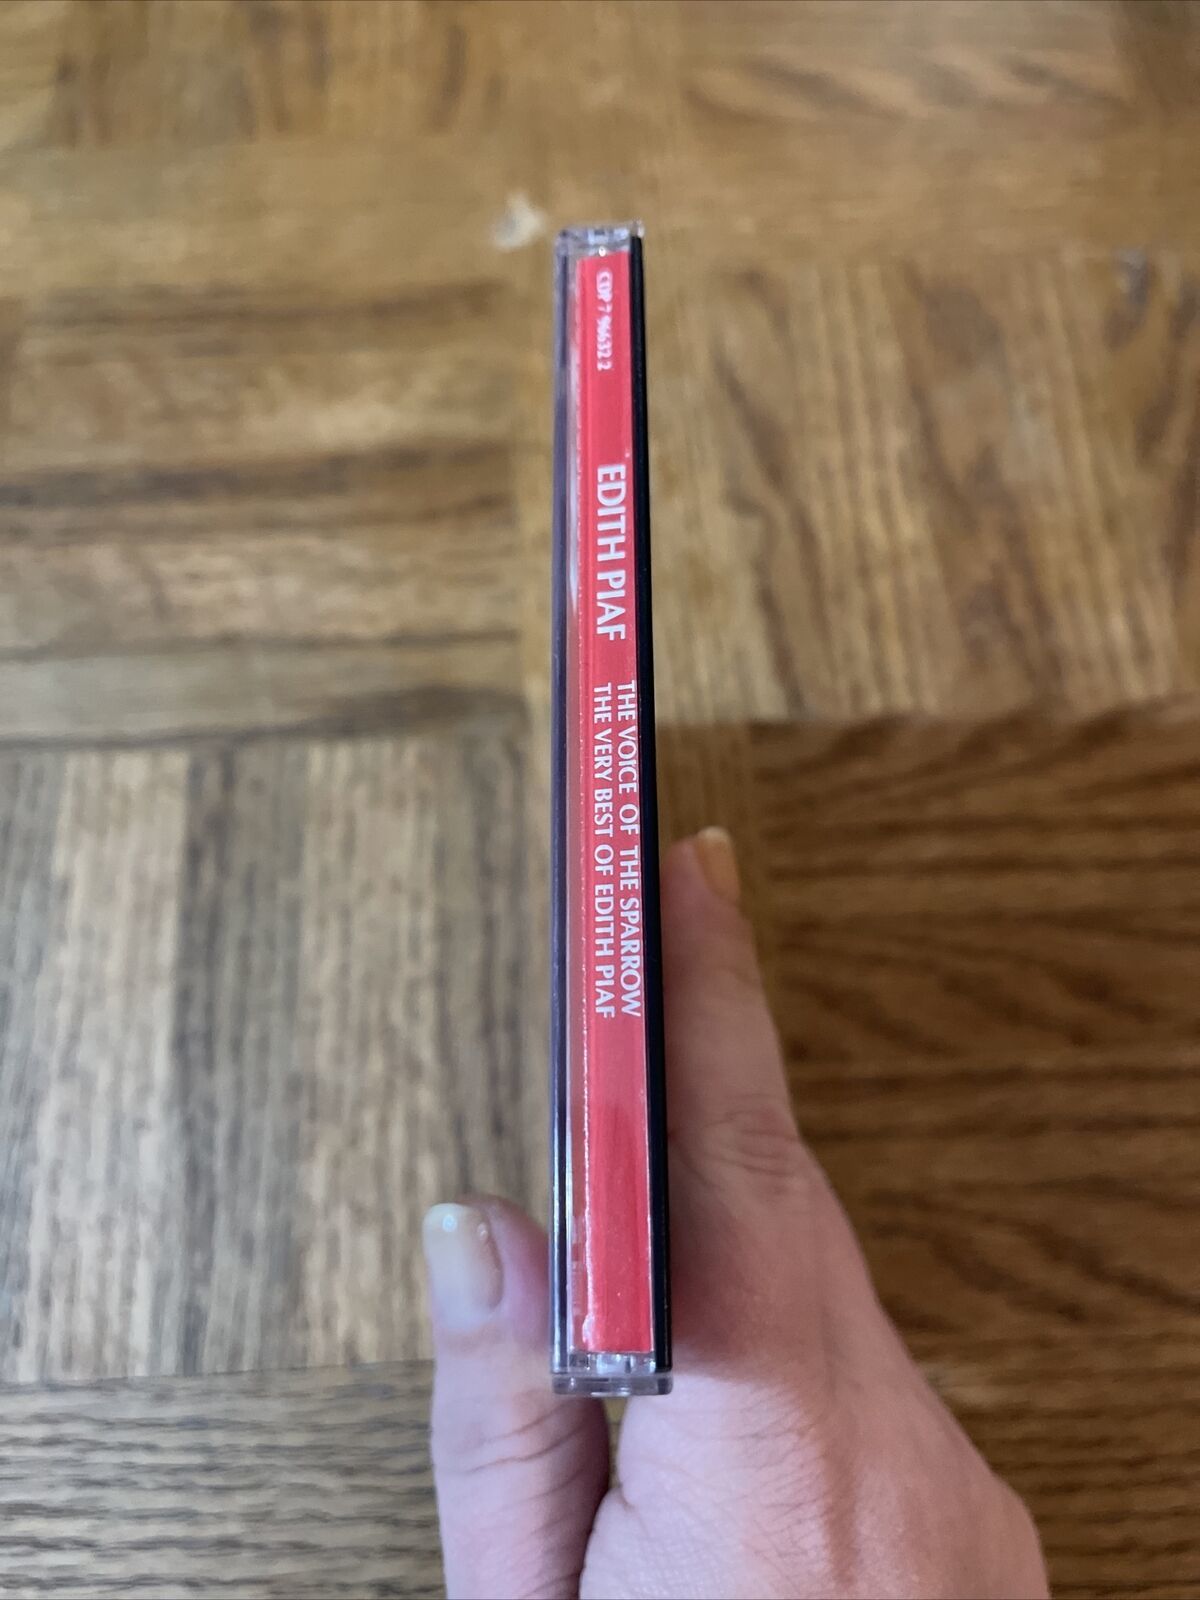 CDP 7 96632 2
EDITH PIAF
THE VOICE OF THE SPARROW
THE VERY BEST OF EDITH PIAF